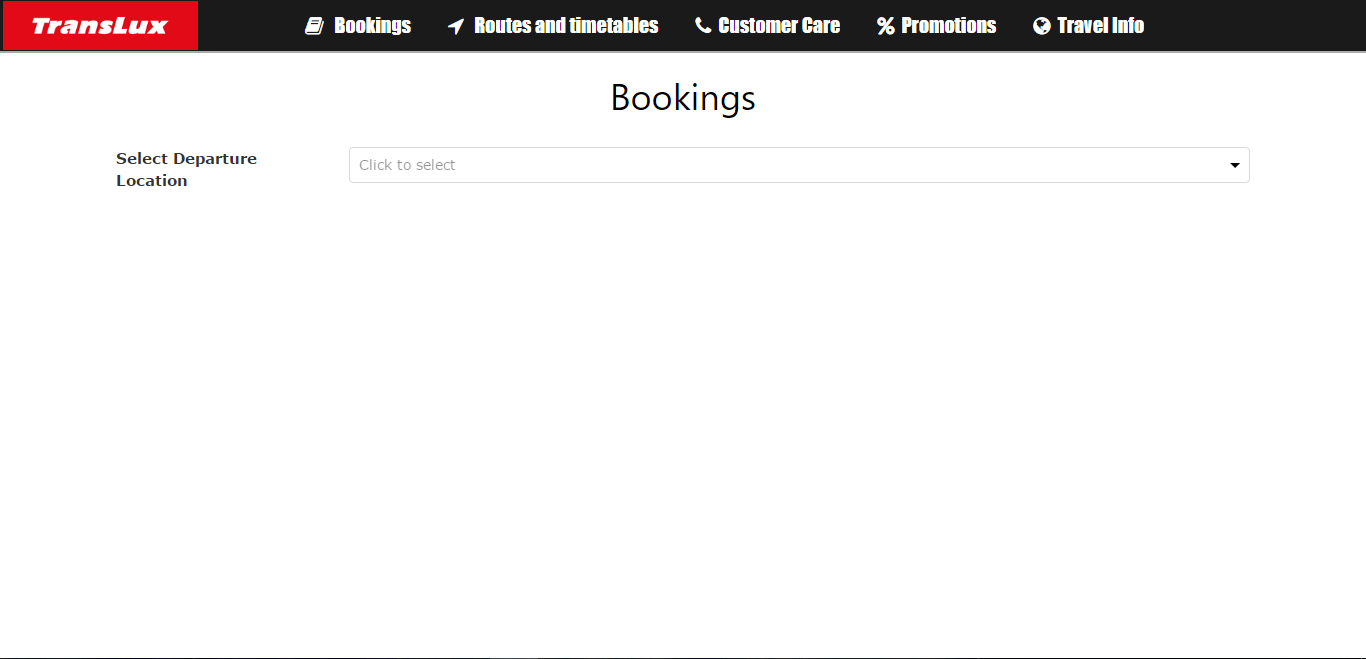 TransLux Bookings Routes and timetables Customer Care Promotions Travel Info
Bookings
Select Departure
Location
Click to select